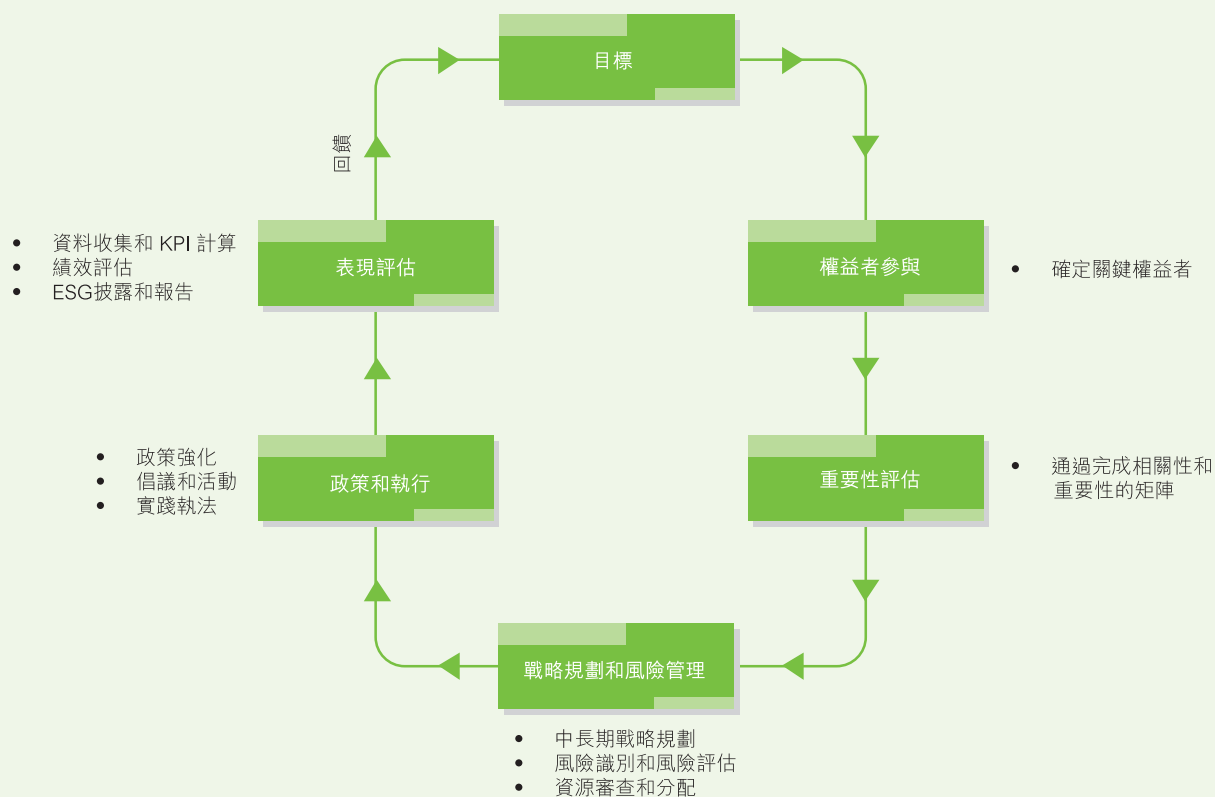 目標
回饋
• 資料收集和 KPI 計算
• 績效評估
• ESG披露和報告
表現評估
權益者參與
• 確定關鍵權益者
• 政策強化
• 倡議和活動
• 實踐執法
政策和執行
重要性評估
• 通過完成相關性和
重要性的矩陣
戰略規劃和風險管理
• 中長期戰略規劃
• 風險識別和風險評估
• 資源審查和分配